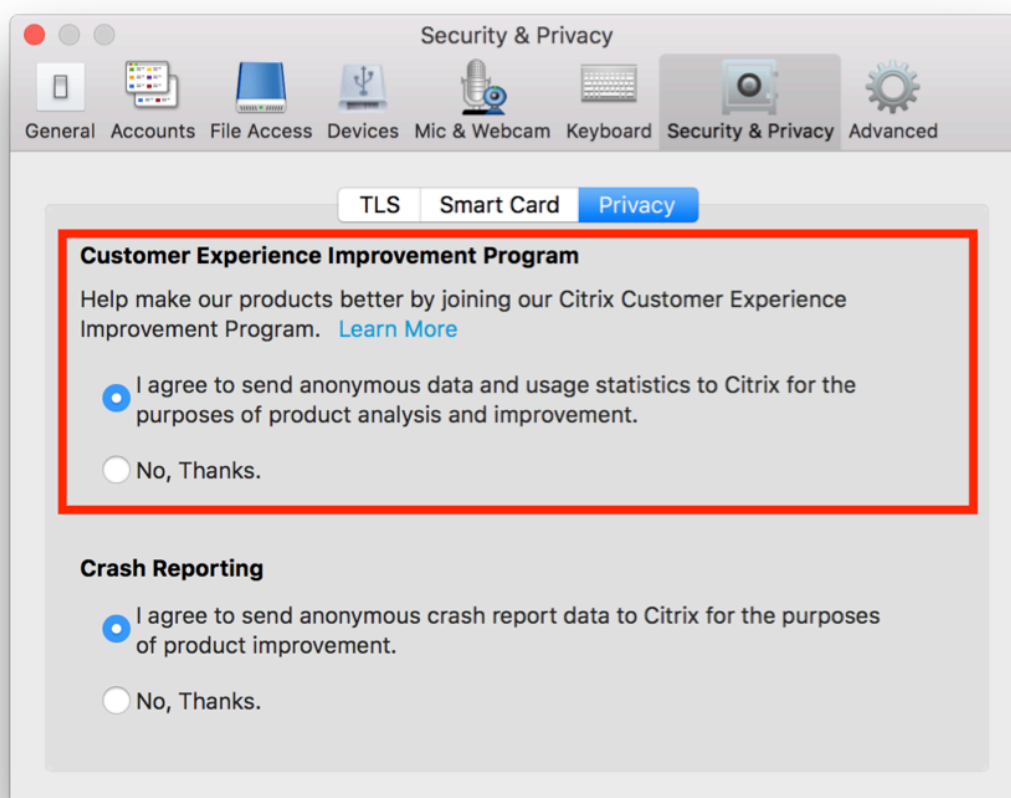 Security & Privacy
General Accounts File Access Devices Mic & Webcam Keyboard Security & Privacy Advanced
TLS Smart Card Privacy
Customer Experience Improvement Program
Help make our products better by joining our Citrix Customer Experience
Improvement Program. Learn More
I agree to send anonymous data and usage statistics to Citrix for the
purposes of product analysis and improvement.
No, Thanks.
Crash Reporting
I agree to send anonymous crash report data to Citrix for the purposes
of product improvement.
No, Thanks.